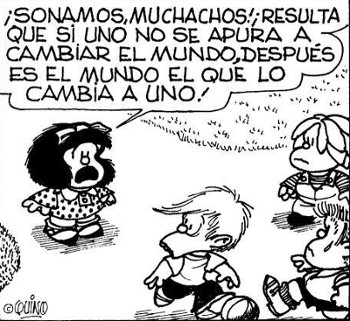 ¡SONAMOS, MUCHACHOS!; RESULTA
QUE SI UNO NO SE APURA A
CAMBIAR EL MUNDO, DESPUÉS
ES EL MUNDO EL QUE LO
CAMBIA A UNO!
©QUINO